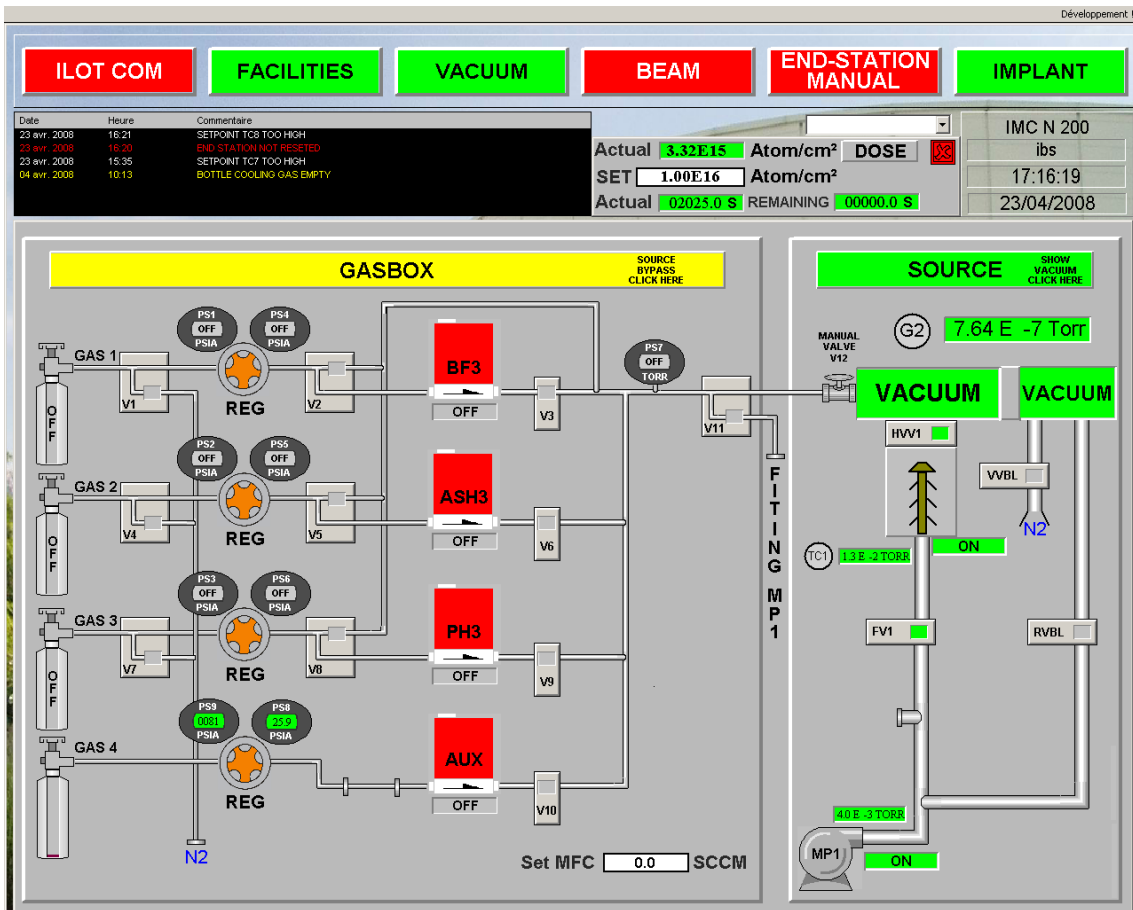 Développement !
ILOT COM
FACILITIES
VACUUM
BEAM
END-STATION
MANUAL
IMPLANT
Date Heure Commentaire
23 avr. 2008 16:21 SETPOINT TC8 TOO HIGH
23 avr. 2008 16:20 END STATION NOT RESETED
23 avr. 2008 15:35 SETPOINT TC7 TOO HIGH
04 avr. 2008 10:13 BOTTLE COOLING GAS EMPTY
Actual 3.32E15 Atom/cm² DOSE
SET 1.00E16 Atom/cm²
Actual 02025.0 S REMAINING 00000.0 S
IMC N 200
ibs
17:16:19
23/04/2008
GASBOX
SOURCE
BYPASS
CLICK HERE
PS1
OFF
PSIA
PS4
OFF
PSIA
GAS 1
OFF
V1
REG
V2
BF3
OFF
V3
PS7
OFF
TORR
V11
FITING MP1
PS2
OFF
PSIA
PS5
OFF
PSIA
GAS 2
OFF
V4
REG
V5
ASH3
OFF
V6
PS3
OFF
PSIA
PS6
OFF
PSIA
GAS 3
OFF
V7
REG
V8
PH3
OFF
V9
PS9
0081
PSIA
PS8
25.9
PSIA
GAS 4
REG
AUX
OFF
V10
N2
Set MFC 0.0 SCCM
SOURCE
SHOW
VACUUM
CLICK HERE
G2 7.64 E -7 Torr
MANUAL
VALVE
V12
VACUUM
VACUUM
HVV1
VVBL
N2
ON
TC1 1.3 E -2 TORR
FV1
RVBL
4.0 E -3 TORR
MP1
ON